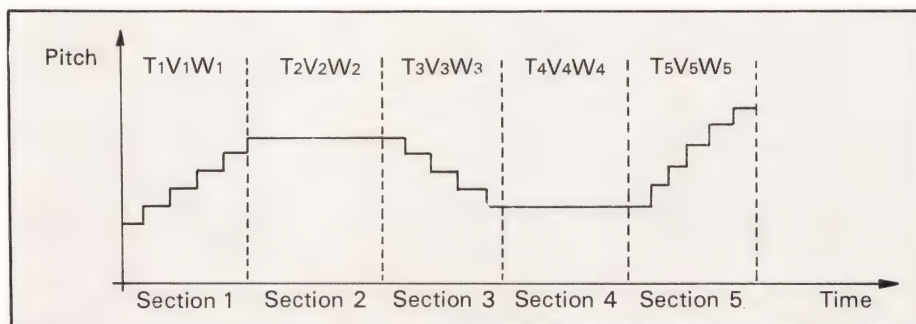 Pitch
T1V1W1
T2V2W2
T3V3W3
T4V4W4
T5V5W5
Section 1
Section 2
Section 3
Section 4
Section 5
Time